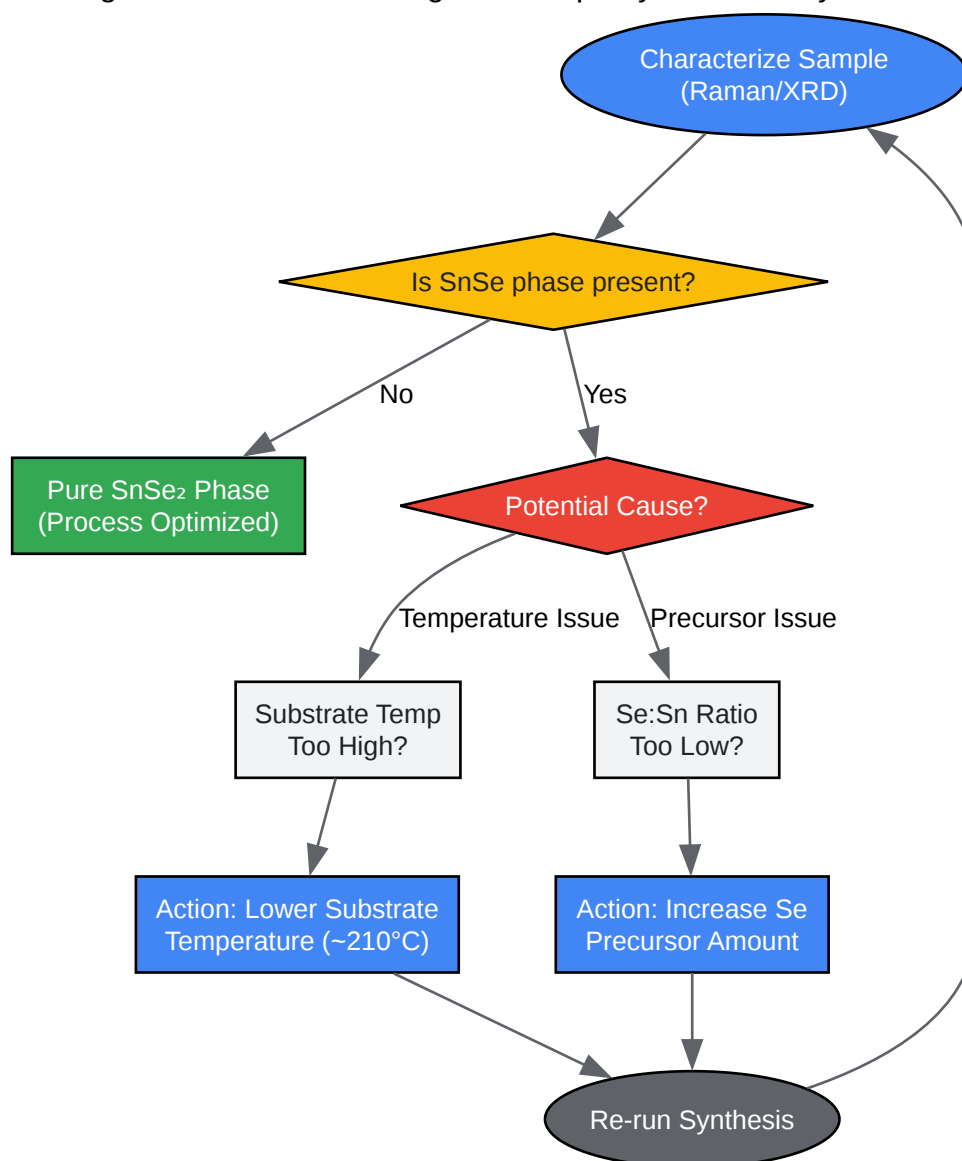 Characterize Sample
(Raman/XRD)
Is SnSe phase present?
No
Yes
Pure SnSe₂ Phase
(Process Optimized)
Potential Cause?
Temperature Issue
Precursor Issue
Substrate Temp
Too High?
Se:Sn Ratio
Too Low?
Action: Lower Substrate
Temperature (~210°C)
Action: Increase Se
Precursor Amount
Re-run Synthesis